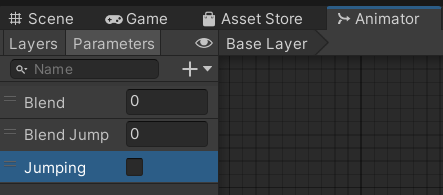 Scene Game Asset Store Animator
Layers Parameters Base Layer
Name
Blend 0
Blend Jump 0
Jumping